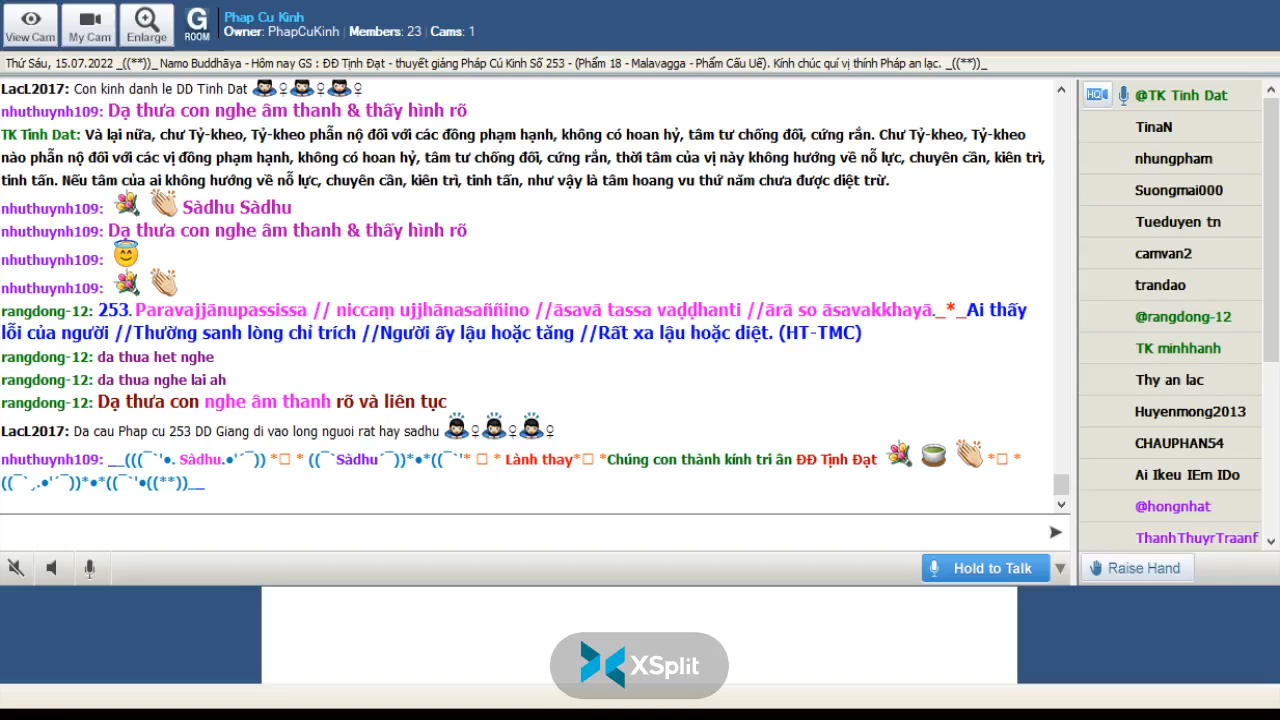 View Cam
My Cam
Enlarge
G
ROOM
Phap Cu Kinh
Owner: PhapCuKinh | Members: 23 | Cams: 1
Thứ Sáu, 15.07.2022 _((**))_ Namo Buddhāya - Hôm nay GS : ĐĐ Tịnh Đạt - thuyết giảng Pháp Cú Kinh Số 253 - (Phẩm 18 - Malavagga - Phẩm Cấu Uế). Kính chúc quí vị thính Pháp an lạc. _((**))_
LacL2017: Con kinh danh le DD Tinh Dat
nhuthuynh109: Dạ thưa con nghe âm thanh & thấy hình rõ
TK Tinh Dat: Và lại nữa, chư Tỷ-kheo, Tỷ-kheo phẫn nộ đối với các đồng phạm hạnh, không có hoan hỷ, tâm tư chống đối, cứng rắn. Chư Tỷ-kheo, Tỷ-kheo
nào phẫn nộ đối với các vị đồng phạm hạnh, không có hoan hỷ, tâm tư chống đối, cứng rắn, thời tâm của vị này không hướng về nỗ lực, chuyên cần, kiên trì,
tinh tấn. Nếu tâm của ai không hướng về nỗ lực, chuyên cần, kiên trì, tinh tấn, như vậy là tâm hoang vu thứ năm chưa được diệt trừ.
nhuthuynh109: Sàdhu Sàdhu
nhuthuynh109: Dạ thưa con nghe âm thanh & thấy hình rõ
nhuthuynh109:
nhuthuynh109:
rangdong-12: 253. Paravajjānupassissa // niccaṃ ujjhānasaññino //āsavā tassa vaḍḍhanti //ārā so āsavakkhayā._*_Ai thấy
lỗi của người //Thường sanh lòng chỉ trích //Người ấy lậu hoặc tăng //Rất xa lậu hoặc diệt. (HT-TMC)
rangdong-12: da thua het nghe
rangdong-12: da thua nghe lai ah
rangdong-12: Dạ thưa con nghe âm thanh rõ và liên tục
LacL2017: Da cau Phap cu 253 DD Giang di vao long nguoi rat hay sadhu
nhuthuynh109: __(((¯`'•. Sàdhu.•'´¯)) *□ * ((¯`Sàdhu´¯))*•*((¯`'* □ * Lành thay*□ *Chúng con thành kính tri ân ĐĐ Tịnh Đạt *□ *
((¯`¸.•'´¯))*•*((¯`'•((**))__
@TK Tinh Dat
TinaN
nhungpham
Suongmai000
Tueduyen tn
camvan2
trandao
@rangdong-12
TK minhhanh
Thy an lac
Huyenmong2013
CHAUPHAN54
Ai lkeu IEm IDo
@hongnhat
ThanhThuyrTraanf
Hold to Talk
Raise Hand
XSplit